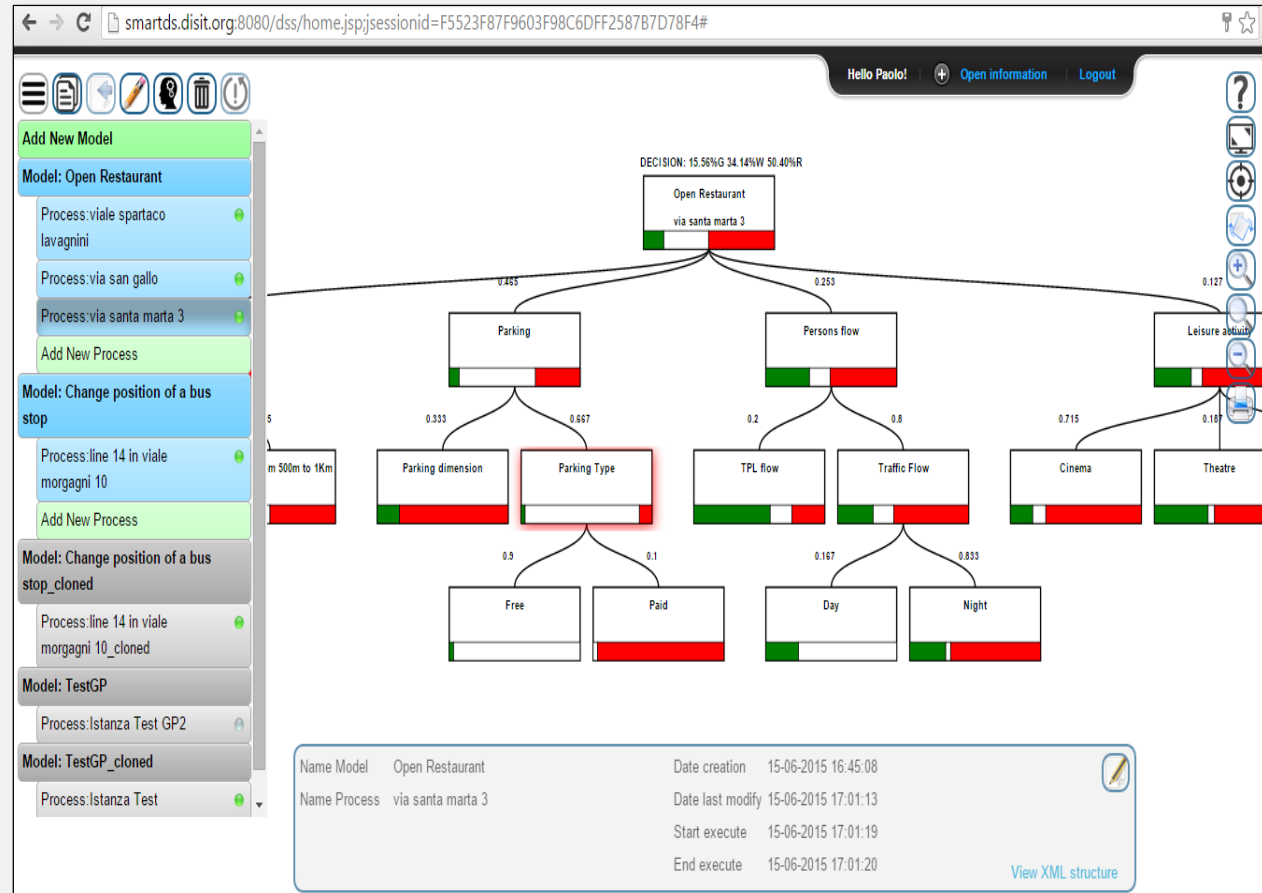 smartds.disit.org:8080/dss/home.jsp;jsessionid=F5523F87F9603F98C6DFF2587B7D78F4#
Hello Paolo! Open information Logout
Add New Model
Model: Open Restaurant
Process:viale spartaco
lavagnini
Process:via san gallo
Process:via santa marta 3
Add New Process
Model: Change position of a bus
stop
Process:line 14 in viale
morgagni 10
Add New Process
Model: Change position of a bus
stop_cloned
Process:line 14 in viale
morgagni 10_cloned
Model: TestGP
Process:Istanza Test GP2
Model: TestGP_cloned
Process:Istanza Test
DECISION: 15.56%G 34.14%W 50.40%R
Open Restaurant
via santa marta 3
0.465 0.253 0.127
Parking Persons flow Leisure activity
5 0.333 0.667 0.2 0.8 0.715 0.187
m 500m to 1Km Parking dimension Parking Type TPL flow Traffic Flow Cinema Theatre
0.9 0.1 0.167 0.833
Free Paid Day Night
Name Model Open Restaurant Date creation 15-06-2015 16:45:08
Name Process via santa marta 3 Date last modify 15-06-2015 17:01:13
Start execute 15-06-2015 17:01:19
End execute 15-06-2015 17:01:20
View XML structure